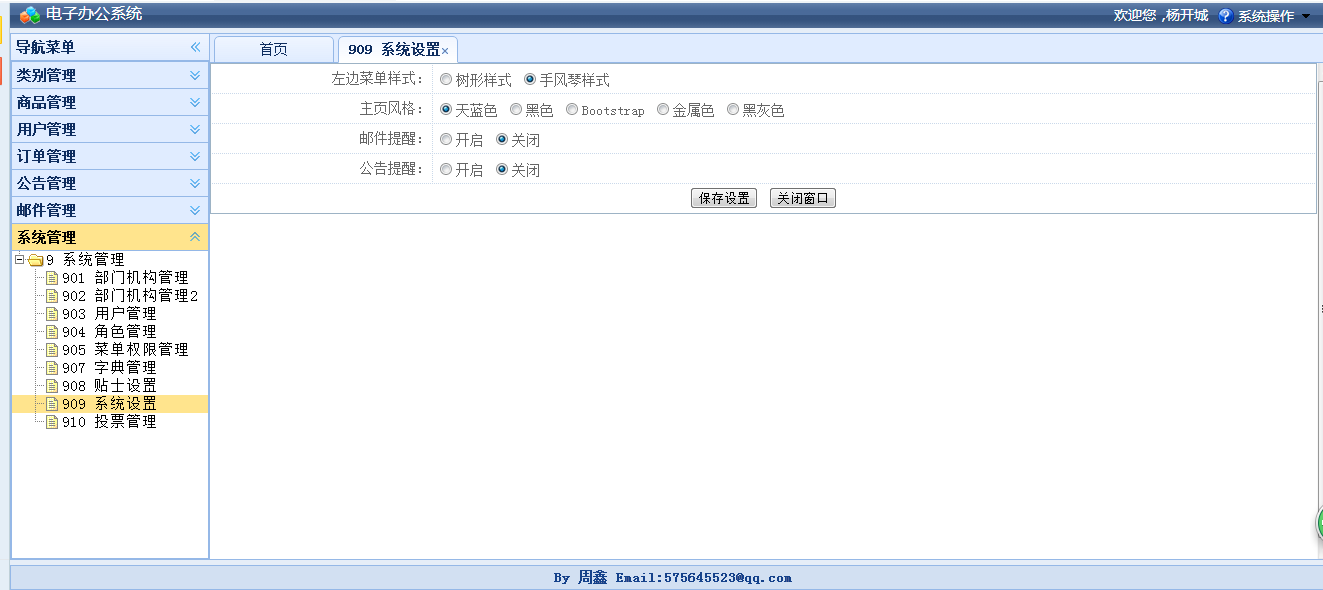 电子办公系统
欢迎您 ,杨开城 系统操作
导航菜单
类别管理
商品管理
用户管理
订单管理
公告管理
邮件管理
系统管理
9 系统管理
901 部门机构管理
902 部门机构管理2
903 用户管理
904 角色管理
905 菜单权限管理
907 字典管理
908 贴士设置
909 系统设置
910 投票管理
首页 909 系统设置
左边菜单样式： 树形样式 手风琴样式
主页风格： 天蓝色 黑色 Bootstrap 金属色 黑灰色
邮件提醒： 开启 关闭
公告提醒： 开启 关闭
保存设置 关闭窗口
By 周鑫 Email:575645523@qq.com